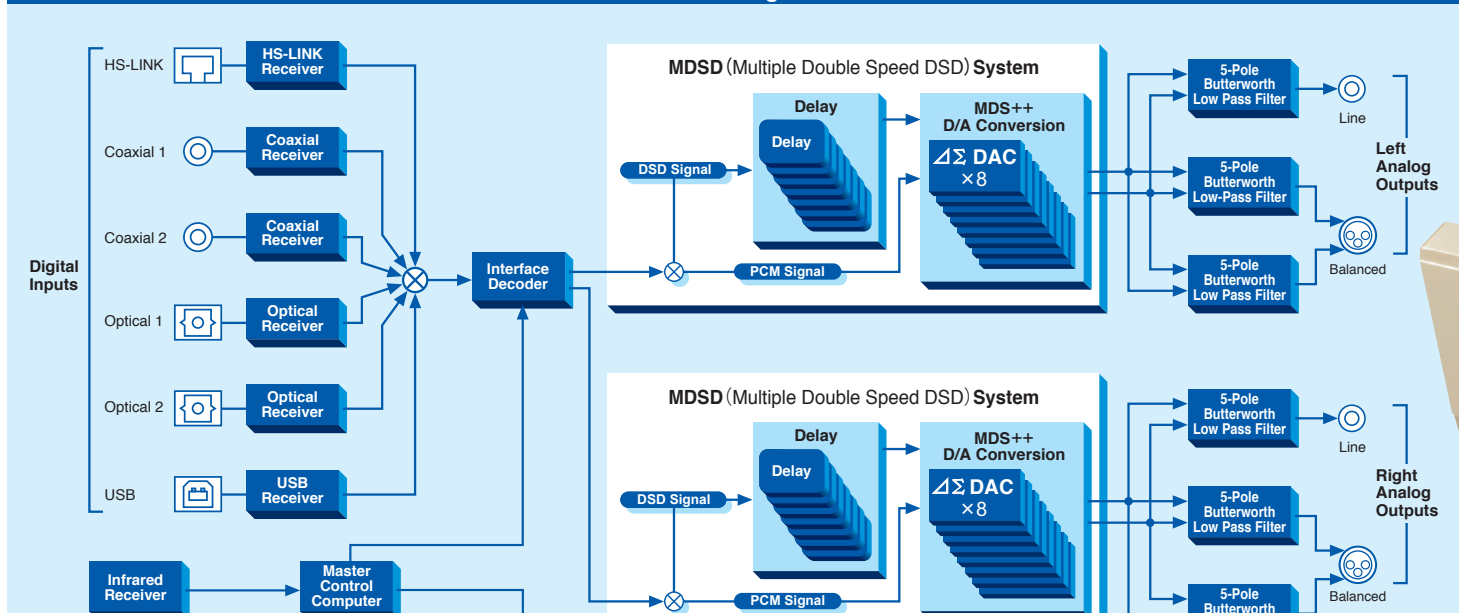 HS-LINK
HS-LINK
Receiver
Coaxial 1
Coaxial
Receiver
Coaxial 2
Coaxial
Receiver
Digital
Inputs
Optical 1
Optical
Receiver
Optical 2
Optical
Receiver
USB
USB
Receiver
Infrared
Receiver
Master
Control
Computer
Interface
Decoder
MDSD (Multiple Double Speed DSD) System
Delay
Delay
MDS++
D/A Conversion
⊿Σ DAC
×8
DSD Signal
PCM Signal
5-Pole
Butterworth
Low Pass Filter
Line
5-Pole
Butterworth
Low-Pass Filter
5-Pole
Butterworth
Low Pass Filter
Balanced
Left
Analog
Outputs
MDSD (Multiple Double Speed DSD) System
Delay
Delay
MDS++
D/A Conversion
⊿Σ DAC
×8
DSD Signal
PCM Signal
5-Pole
Butterworth
Low Pass Filter
Line
5-Pole
Butterworth
Low Pass Filter
5-Pole
Butterworth
Balanced
Right
Analog
Outputs